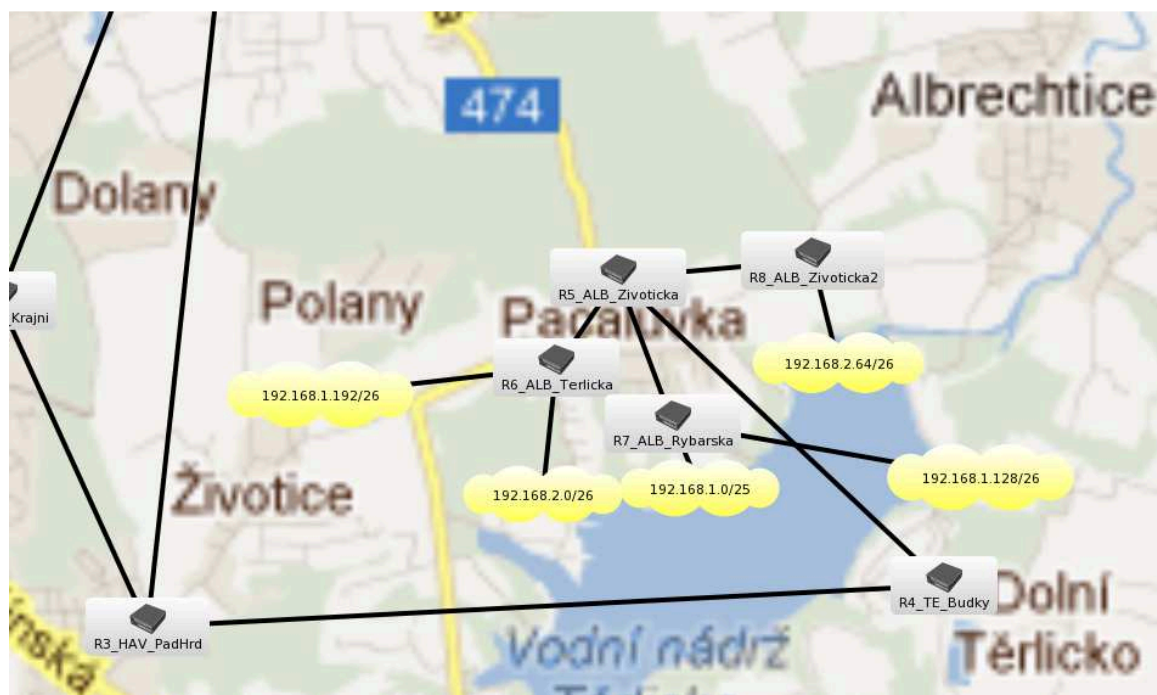 474
Albrechtice
Dolany
R8_ALB_Zivoticka2
R5_ALB_Zivoticka
_Krajni
Polany
Pacalůvka
192.168.2.64/26
R6_ALB_Terlicka
192.168.1.192/26
R7_ALB_Rybarska
Životice
192.168.2.0/26
192.168.1.0/25
192.168.1.128/26
R4_TE_Budky
Dolní
Těrlicko
R3_HAV_PadHrd
Vodní nádrž